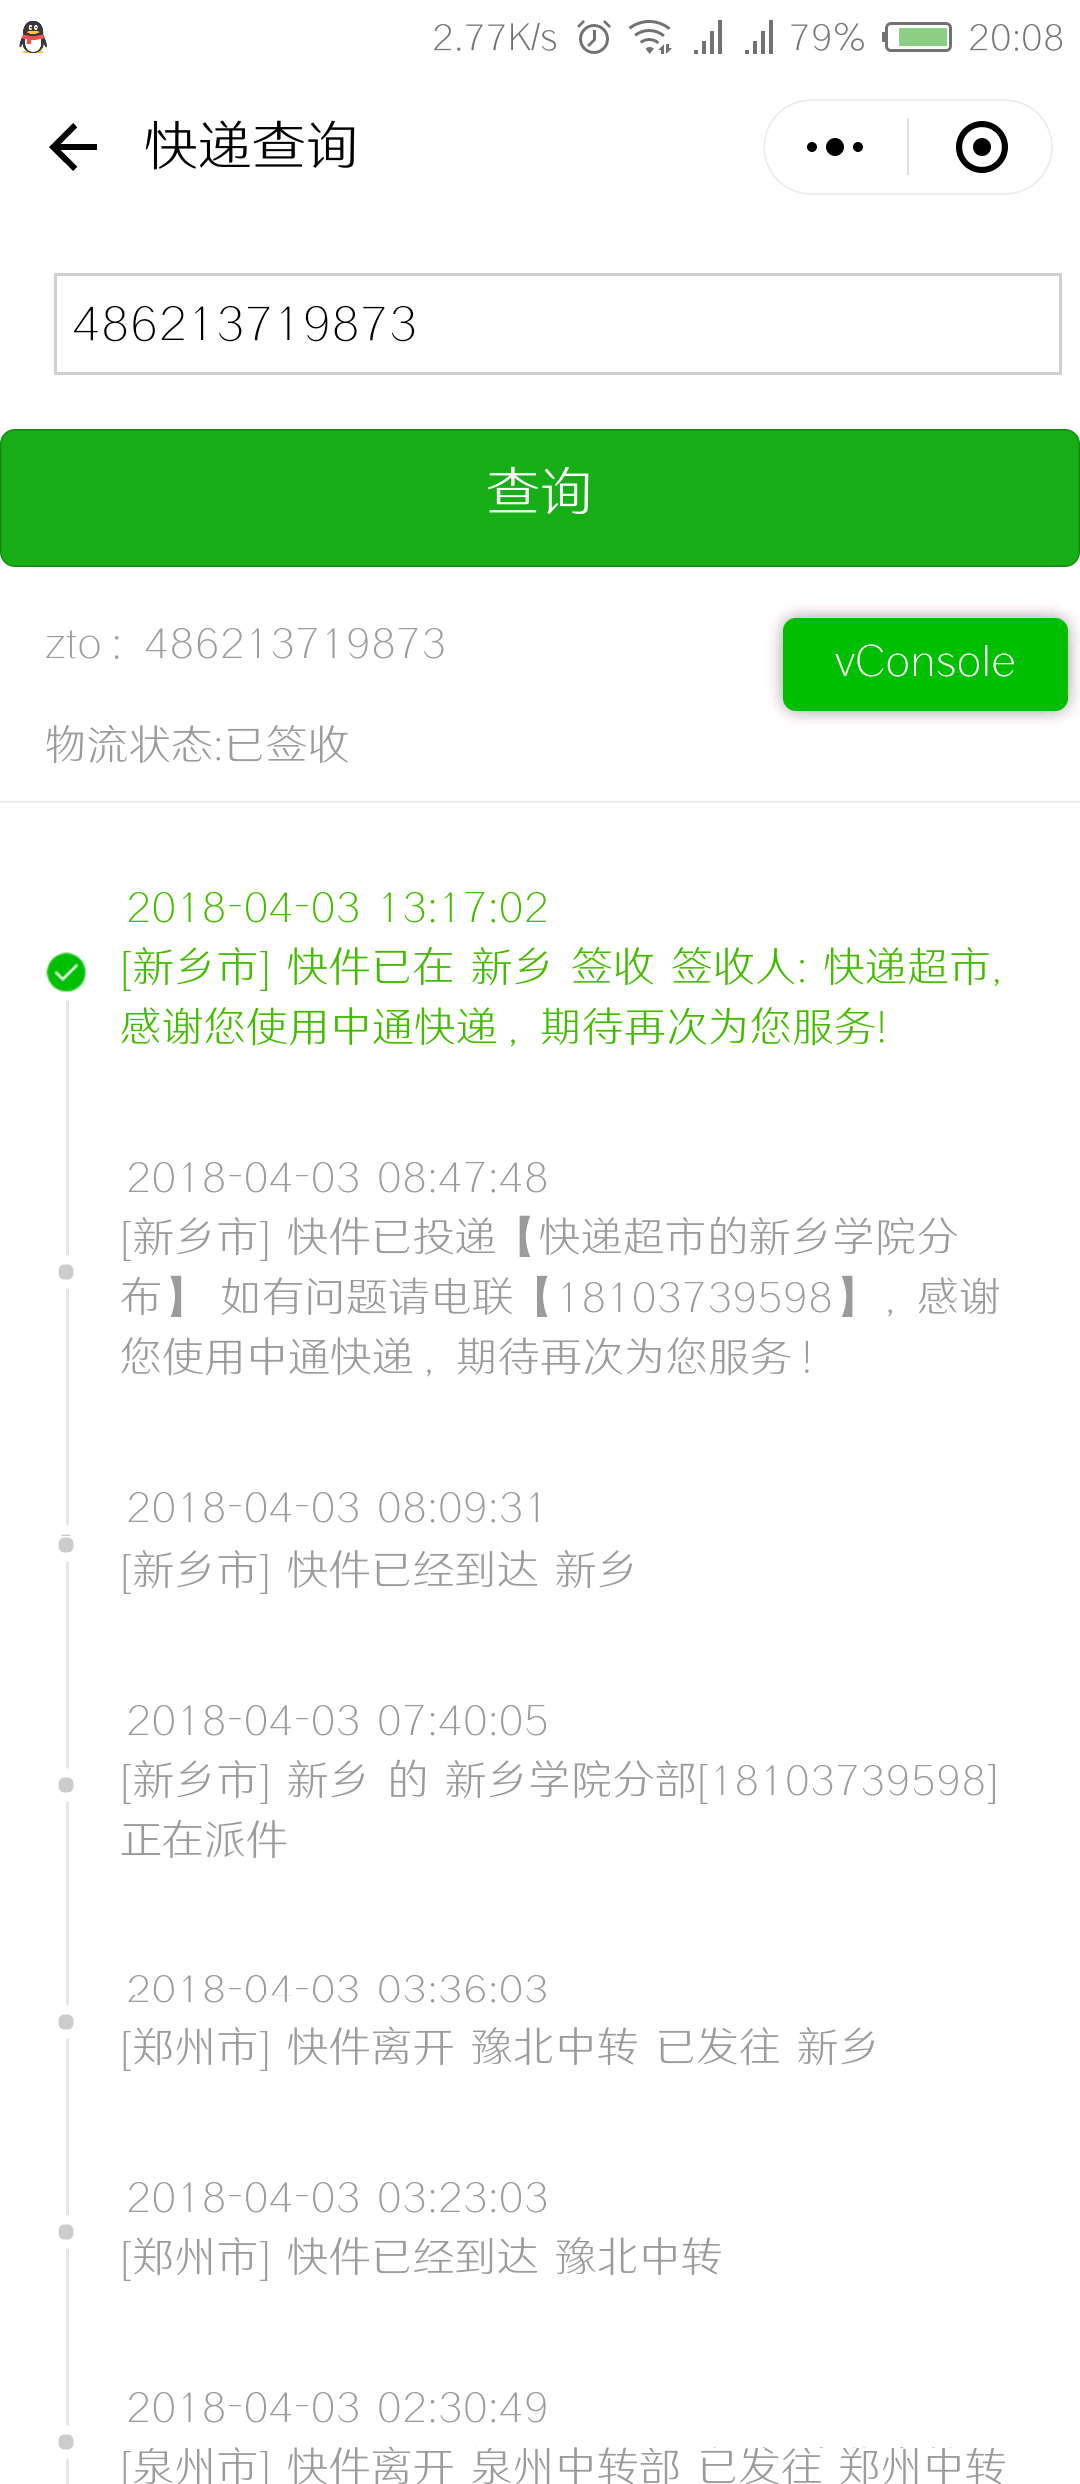 2.77K/s 79% 20:08
快递查询
486213719873
查询
zto : 486213719873
vConsole
物流状态:已签收
2018-04-03 13:17:02
[新乡市] 快件已在 新乡 签收 签收人: 快递超市,
感谢您使用中通快递，期待再次为您服务!
2018-04-03 08:47:48
[新乡市] 快件已投递【快递超市的新乡学院分
布】 如有问题请电联【18103739598】，感谢
您使用中通快递，期待再次为您服务！
2018-04-03 08:09:31
[新乡市] 快件已经到达 新乡
2018-04-03 07:40:05
[新乡市] 新乡 的 新乡学院分部[18103739598]
正在派件
2018-04-03 03:36:03
[郑州市] 快件离开 豫北中转 已发往 新乡
2018-04-03 03:23:03
[郑州市] 快件已经到达 豫北中转
2018-04-03 02:30:49
[泉州市] 快件离开 泉州中转部 已发往 郑州中转